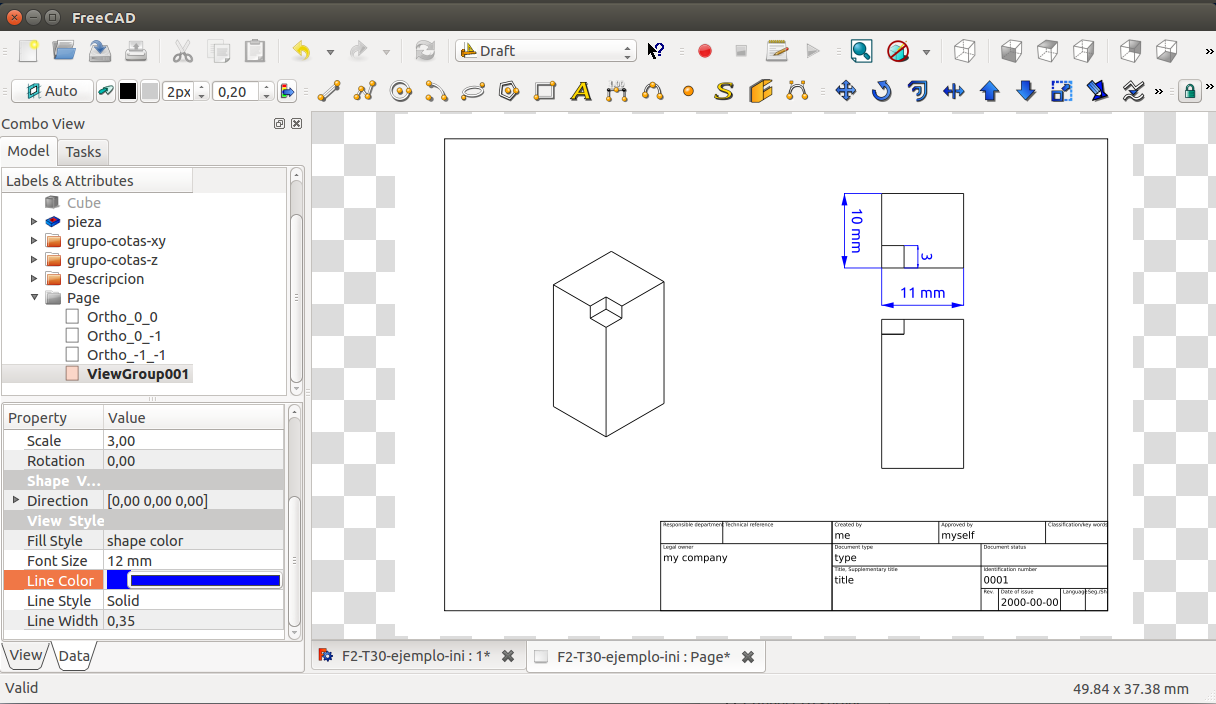 FreeCAD
Draft
Auto
2px
0,20
Combo View
Model
Tasks
Labels & Attributes
Cube
pieza
grupo-cotas-xy
grupo-cotas-z
Descripcion
Page
Ortho_0_0
Ortho_0_-1
Ortho_-1_-1
ViewGroup001
Property Value
Scale 3,00
Rotation 0,00
Shape V...
Direction [0,00 0,00 0,00]
View Style
Fill Style shape color
Font Size 12 mm
Line Color
Line Style Solid
Line Width 0,35
View Data
10 mm
3
11 mm
Responsible departmen Technical reference Created by Approved by Classification/key words
me myself
Legal owner Document type Document status
my company type
Title, Supplementary title Identification number
title 0001
Rev. Date of issue Language Seg./Sh
2000-00-00
F2-T30-ejemplo-ini : 1*
F2-T30-ejemplo-ini : Page*
Valid
49.84 x 37.38 mm